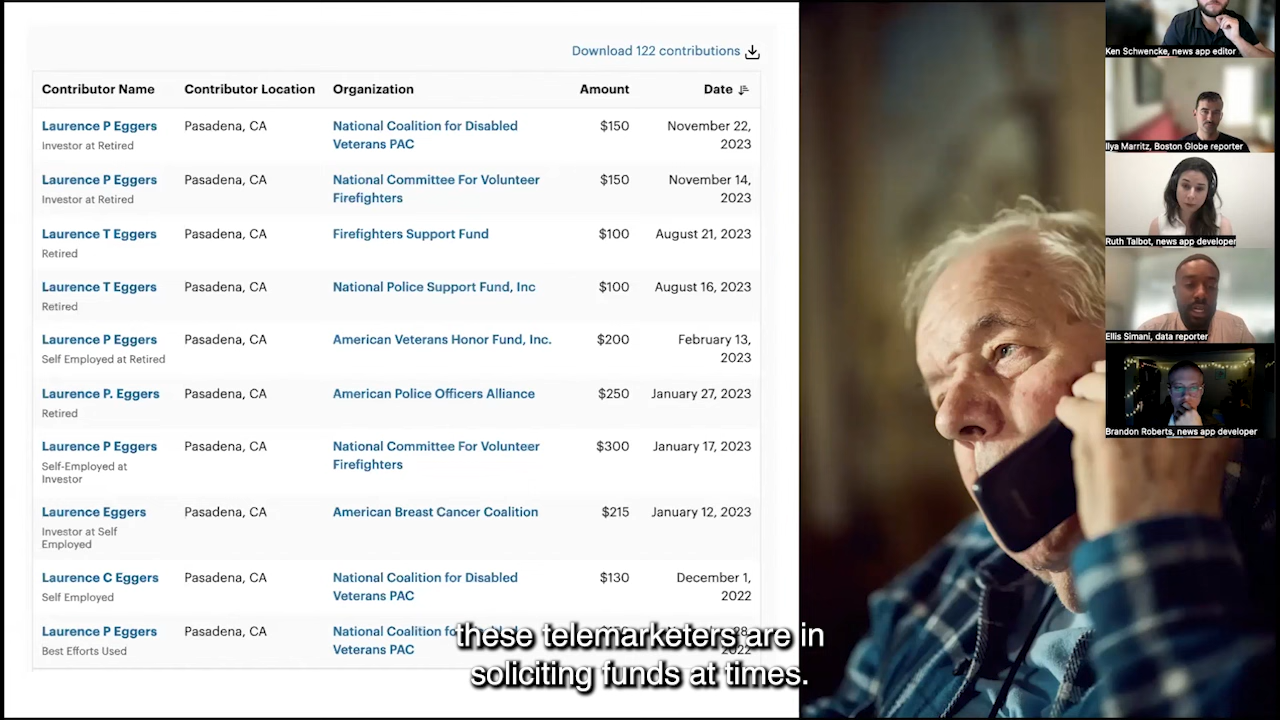 Download 122 contributions
Contributor Name Contributor Location Organization Amount Date
Laurence P Eggers Pasadena, CA National Coalition for Disabled $150 November 22,
Investor at Retired Veterans PAC 2023
Laurence P Eggers Pasadena, CA National Committee For Volunteer $150 November 14,
Investor at Retired Firefighters 2023
Laurence T Eggers Pasadena, CA Firefighters Support Fund $100 August 21, 2023
Retired
Laurence T Eggers Pasadena, CA National Police Support Fund, Inc $100 August 16, 2023
Retired
Laurence P Eggers Pasadena, CA American Veterans Honor Fund, Inc. $200 February 13,
Self Employed at Retired 2023
Laurence P. Eggers Pasadena, CA American Police Officers Alliance $250 January 27, 2023
Retired
Laurence P Eggers Pasadena, CA National Committee For Volunteer $300 January 17, 2023
Self-Employed at Firefighters
Investor
Laurence Eggers Pasadena, CA American Breast Cancer Coalition $215 January 12, 2023
Investor at Self
Employed
Laurence C Eggers Pasadena, CA National Coalition for Disabled $130 December 1,
Self Employed Veterans PAC 2022
Laurence P Eggers Pasadena, CA National Coalition
Best Efforts Used Veterans PAC 2022
these telemarketers are in
soliciting funds at times.
Ken Schwencke, news app editor
Ilya Marritz, Boston Globe reporter
Ruth Talbot, news app developer
Ellis Simani, data reporter
Brandon Roberts, news app developer